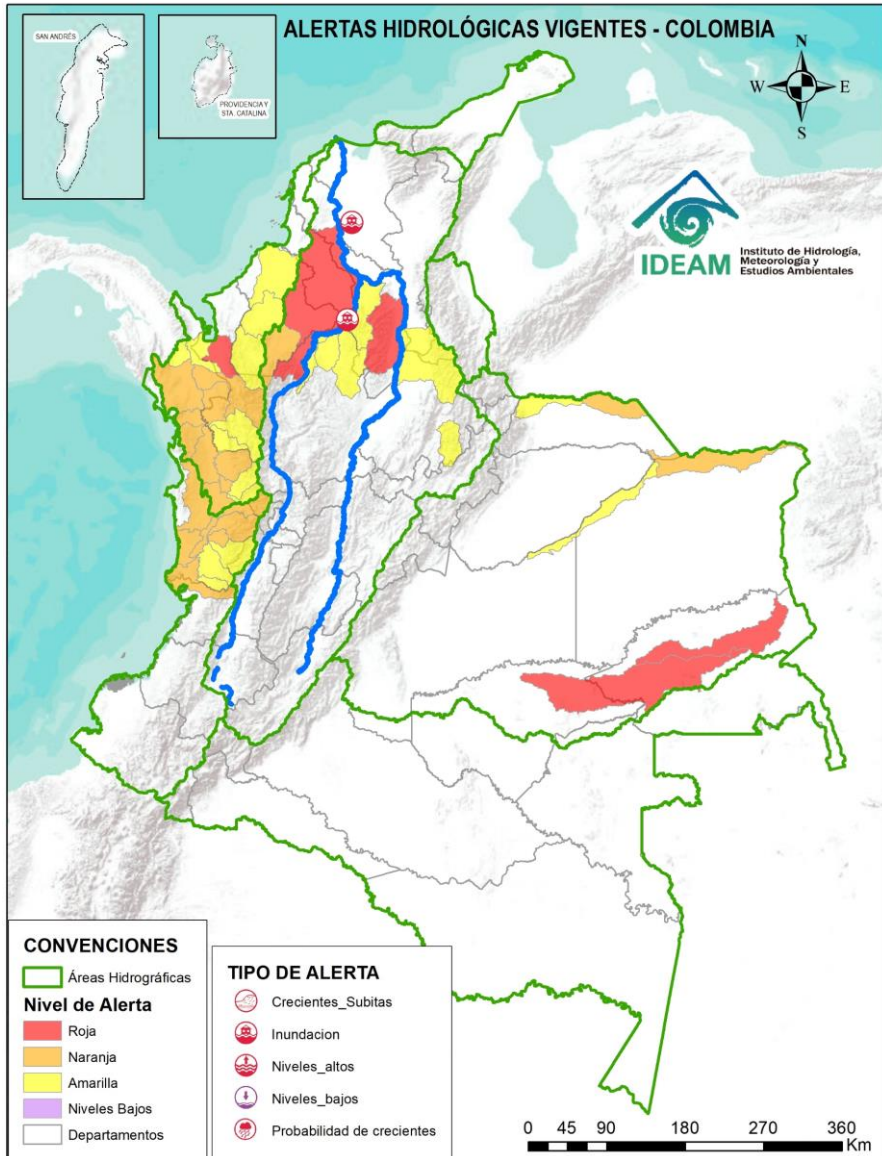 ALERTAS HIDROLÓGICAS VIGENTES - COLOMBIA
SAN ANDRÉS
PROVIDENCIA Y
STA. CATALINA
N
W
E
S
IDEAM
Instituto de Hidrología,
Meteorología y
Estudios Ambientales
CONVENCIONES
Áreas Hidrográficas
Nivel de Alerta
Roja
Naranja
Amarilla
Niveles Bajos
Departamentos
TIPO DE ALERTA
Crecientes_Subitas
Inundacion
Niveles_altos
Niveles_bajos
Probabilidad de crecientes
0 45 90 180 270 360
Km